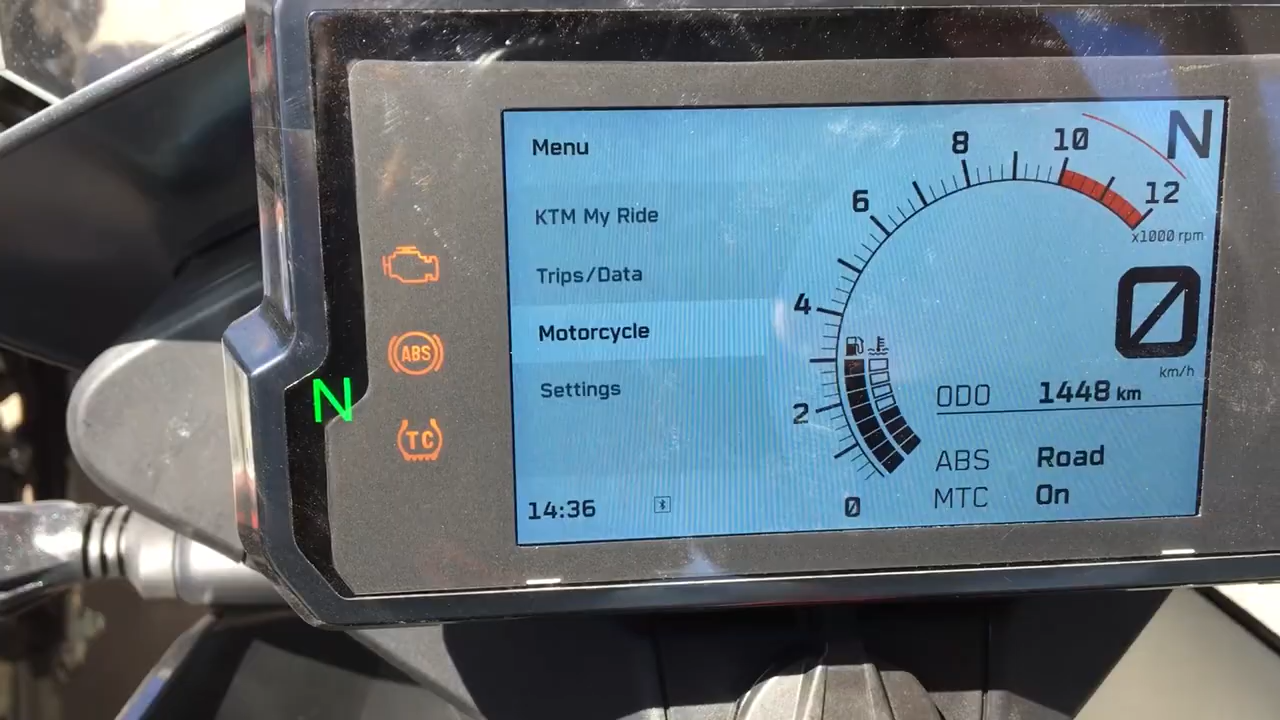 Menu
KTM My Ride
Trips/Data
Motorcycle
Settings
14:36
ABS
N
TC
0
2
4
6
8
10
12
N
x1000 rpm
0
km/h
ODO 1448 km
ABS Road
MTC On